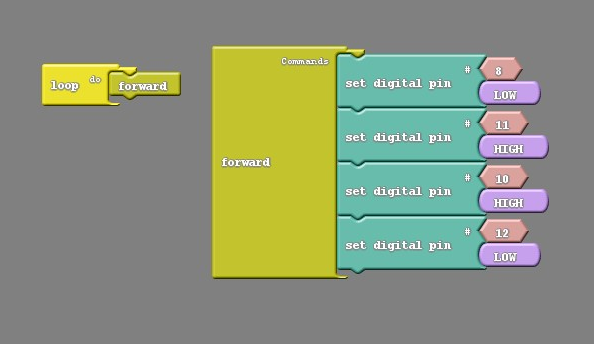 loop do forward
forward
Commands
set digital pin # 8
LOW
set digital pin # 11
HIGH
set digital pin # 10
HIGH
set digital pin # 12
LOW